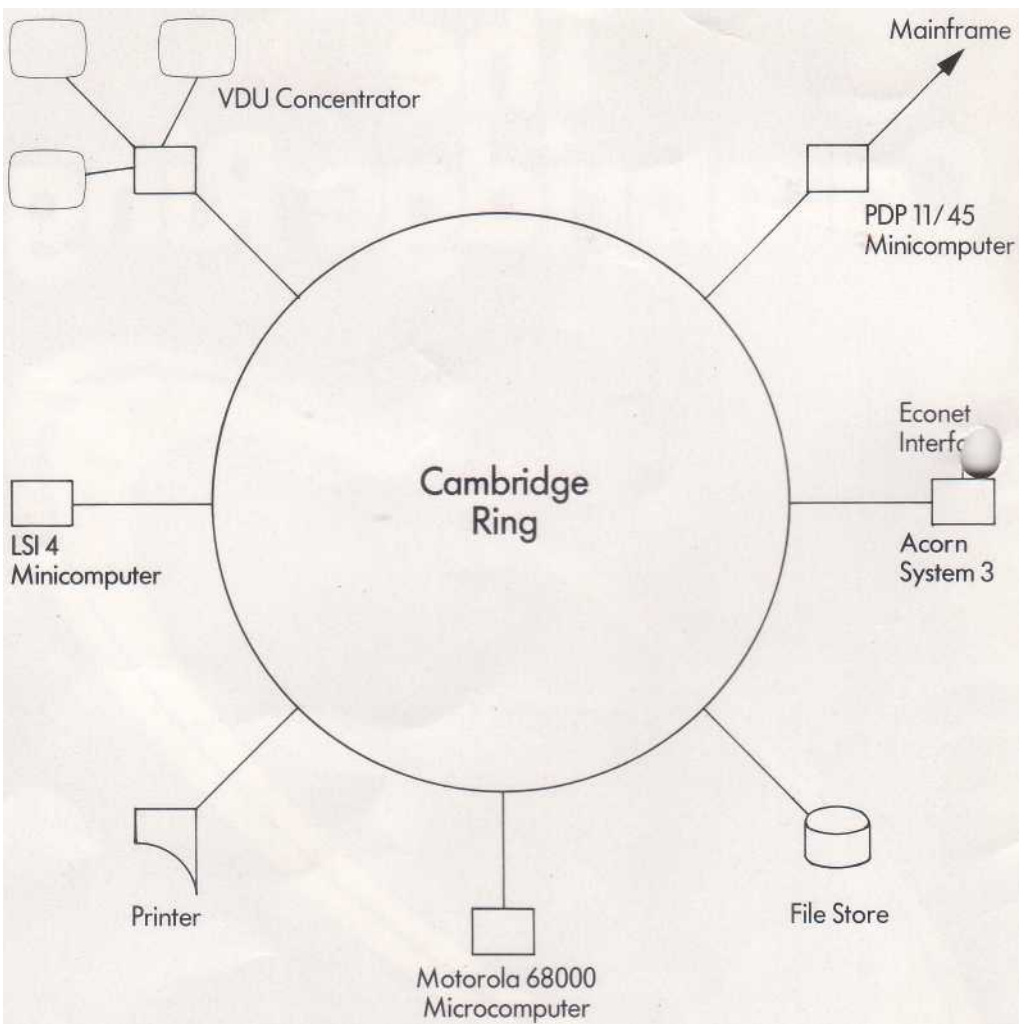 Mainframe
VDU Concentrator
PDP 11/45
Minicomputer
Econet
Cambridge
Ring
LSI 4
Minicomputer
Acorn
System 3
Printer
File Store
Motorola 68000
Microcomputer